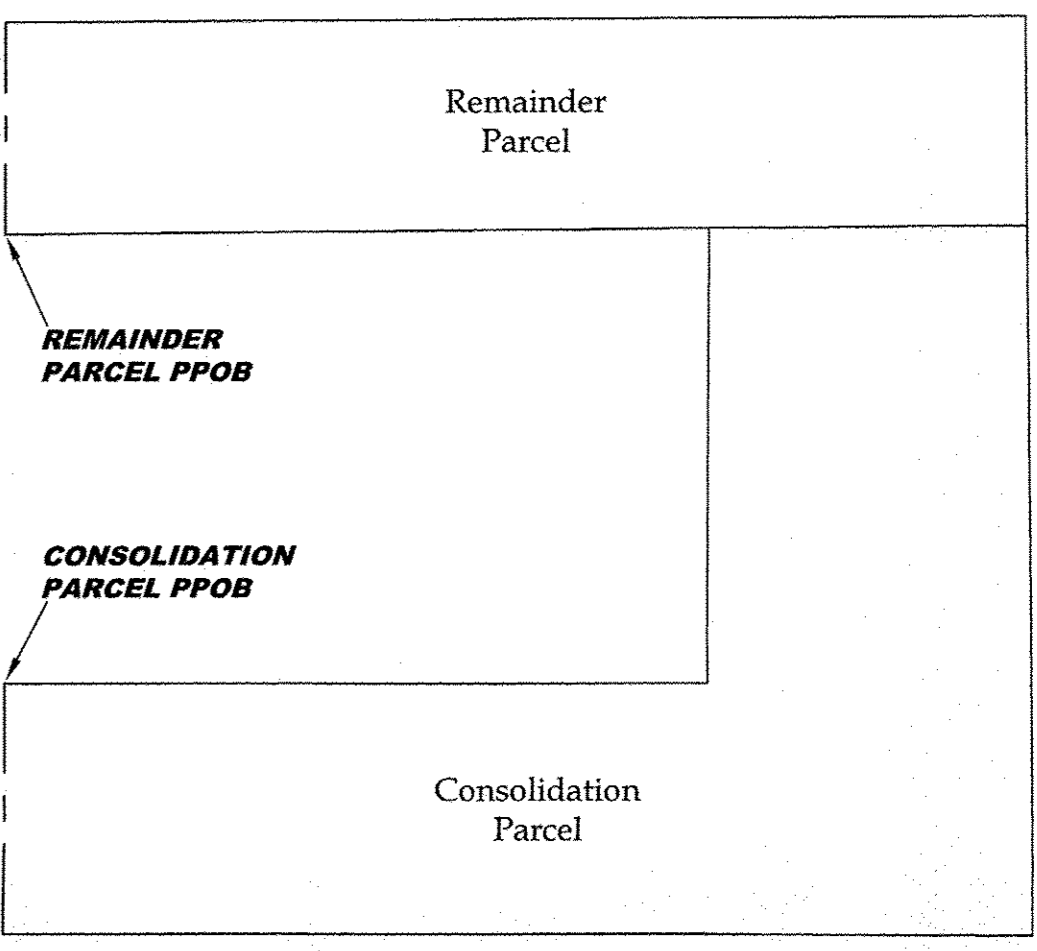 Remainder
Parcel
REMAINDER
PARCEL PPOB
CONSOLIDATION
PARCEL PPOB
Consolidation
Parcel